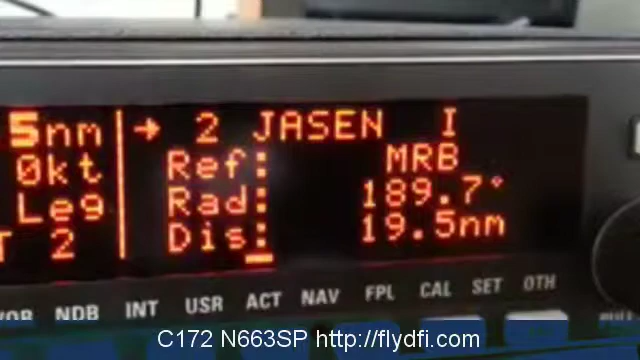 5nm → 2 JASEN I
0kt Ref: MRB
Leg Rad: 189.7°
2 Dis: 19.5nm
NDB INT USR ACT NAV FPL CAL SET OTH
C172 N663SP http://flydfi.com